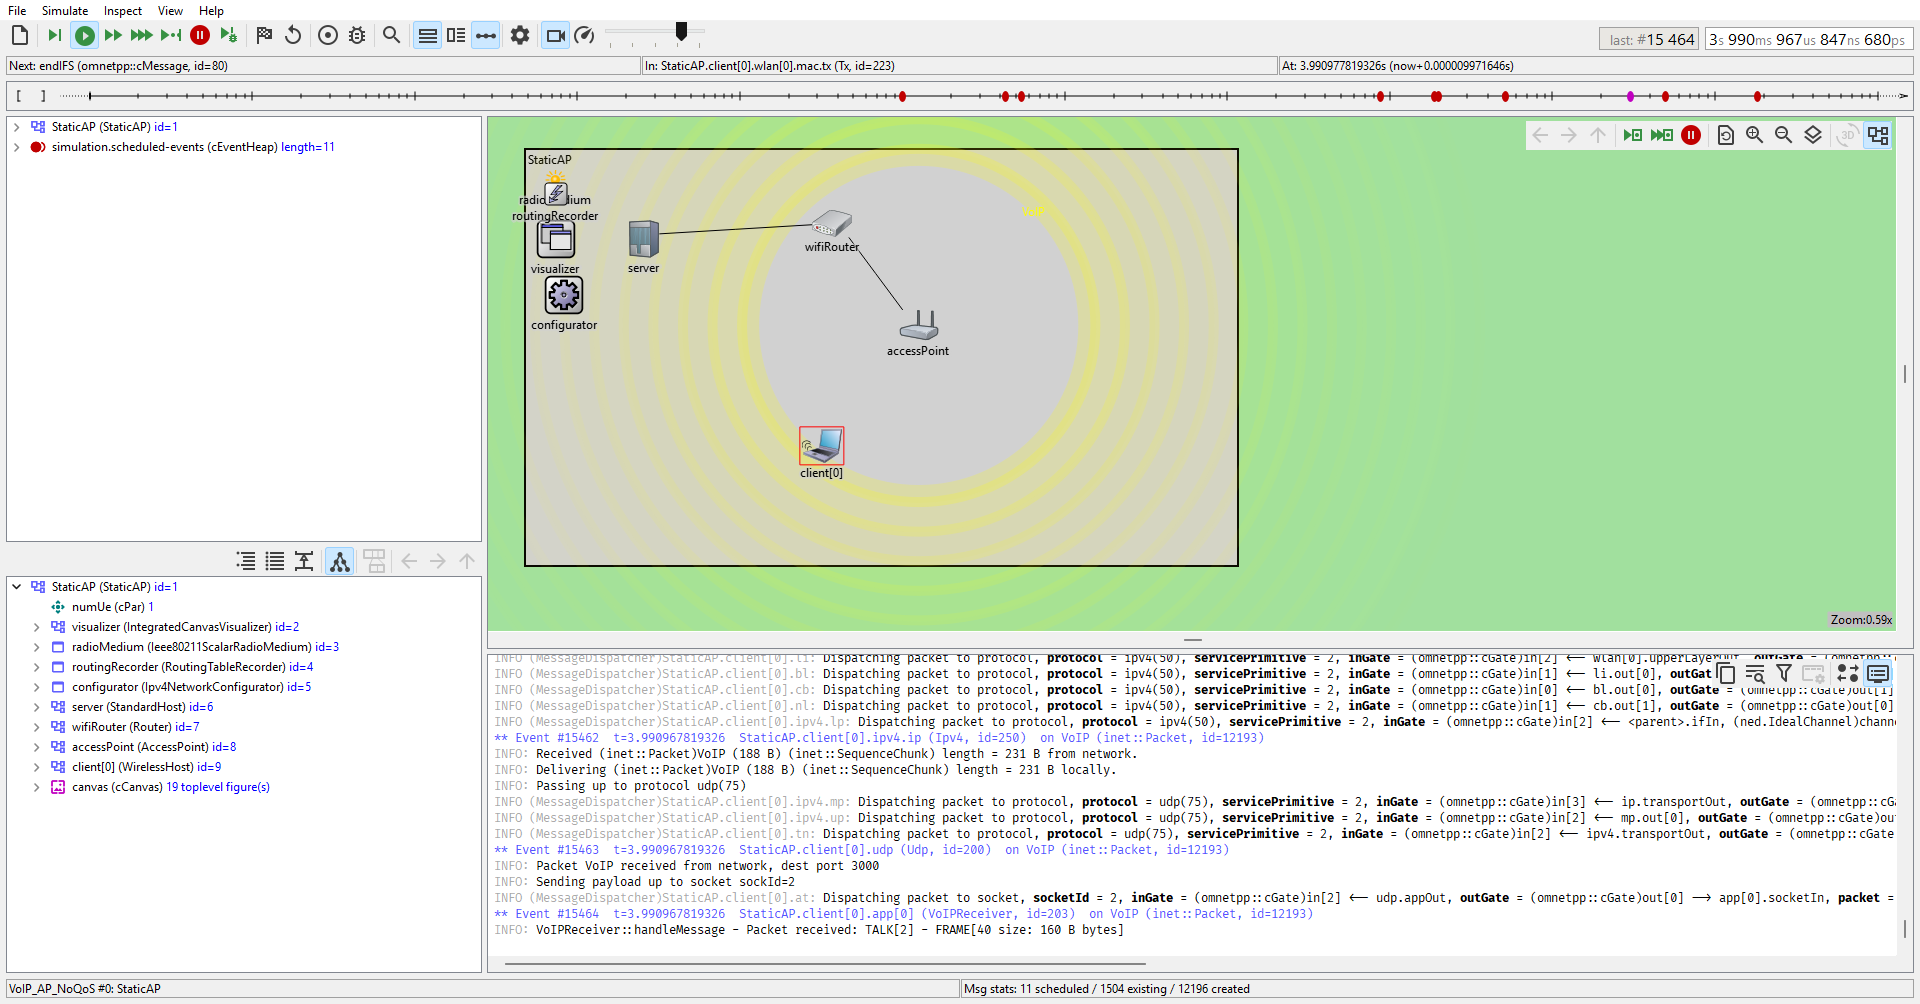 File Simulate Inspect View Help
last: #15 464 3s 990ms 967us 847ns 680ps
Next: endIFS (omnetpp::cMessage, id=80) In: StaticAP.client[0].wlan[0].mac.tx (Tx, id=223) At: 3.990977819326s (now+0.000009971646s)
[ ]
StaticAP (StaticAP) id=1
simulation.scheduled-events (cEventHeap) length=11
StaticAP (StaticAP) id=1
numUe (cPar) 1
visualizer (IntegratedCanvasVisualizer) id=2
radioMedium (Ieee80211ScalarRadioMedium) id=3
routingRecorder (RoutingTableRecorder) id=4
configurator (Ipv4NetworkConfigurator) id=5
server (StandardHost) id=6
wifiRouter (Router) id=7
accessPoint (AccessPoint) id=8
client[0] (WirelessHost) id=9
canvas (cCanvas) 19 toplevel figure(s)
3D
StaticAP
routingRecorder
visualizer
configurator
server
wifiRouter
VoIP
accessPoint
client[0]
Zoom:0.59x
INFO (MessageDispatcher)StaticAP.client[0].li: Dispatching packet to protocol, protocol = ipv4(50), servicePrimitive = 2, inGate = (omnetpp::cGate)in[2] <-- wlan[0].upperLayerOut, outGate = (omnetpp::
INFO (MessageDispatcher)StaticAP.client[0].bl: Dispatching packet to protocol, protocol = ipv4(50), servicePrimitive = 2, inGate = (omnetpp::cGate)in[1] <-- li.out[0], outGat
INFO (MessageDispatcher)StaticAP.client[0].cb: Dispatching packet to protocol, protocol = ipv4(50), servicePrimitive = 2, inGate = (omnetpp::cGate)in[0] <-- bl.out[0], outGate = (omnetpp::cGate)out[1]
INFO (MessageDispatcher)StaticAP.client[0].nl: Dispatching packet to protocol, protocol = ipv4(50), servicePrimitive = 2, inGate = (omnetpp::cGate)in[1] <-- cb.out[1], outGate = (omnetpp::cGate)out[0]
INFO (MessageDispatcher)StaticAP.client[0].ipv4.lp: Dispatching packet to protocol, protocol = ipv4(50), servicePrimitive = 2, inGate = (omnetpp::cGate)in[2] <-- <parent>.ifIn, (ned.IdealChannel)chann
** Event #15462 t=3.990967819326 StaticAP.client[0].ipv4.ip (Ipv4, id=250) on VoIP (inet::Packet, id=12193)
INFO: Received (inet::Packet)VoIP (188 B) (inet::SequenceChunk) length = 231 B from network.
INFO: Delivering (inet::Packet)VoIP (188 B) (inet::SequenceChunk) length = 231 B locally.
INFO: Passing up to protocol udp(75)
INFO (MessageDispatcher)StaticAP.client[0].ipv4.mp: Dispatching packet to protocol, protocol = udp(75), servicePrimitive = 2, inGate = (omnetpp::cGate)in[3] <-- ip.transportOut, outGate = (omnetpp::cGa
INFO (MessageDispatcher)StaticAP.client[0].ipv4.up: Dispatching packet to protocol, protocol = udp(75), servicePrimitive = 2, inGate = (omnetpp::cGate)in[2] <-- mp.out[0], outGate = (omnetpp::cGate)ou
INFO (MessageDispatcher)StaticAP.client[0].tn: Dispatching packet to protocol, protocol = udp(75), servicePrimitive = 2, inGate = (omnetpp::cGate)in[2] <-- ipv4.transportOut, outGate = (omnetpp::cGate
** Event #15463 t=3.990967819326 StaticAP.client[0].udp (Udp, id=200) on VoIP (inet::Packet, id=12193)
INFO: Packet VoIP received from network, dest port 3000
INFO: Sending payload up to socket sockId=2
INFO (MessageDispatcher)StaticAP.client[0].at: Dispatching packet to socket, socketId = 2, inGate = (omnetpp::cGate)in[2] <-- udp.appOut, outGate = (omnetpp::cGate)out[0] --> app[0].socketIn, packet =
** Event #15464 t=3.990967819326 StaticAP.client[0].app[0] (VoIPReceiver, id=203) on VoIP (inet::Packet, id=12193)
INFO: VoIPReceiver::handleMessage - Packet received: TALK[2] - FRAME[40 size: 160 B bytes]
VoIP_AP_NoQoS #0: StaticAP Msg stats: 11 scheduled / 1504 existing / 12196 created